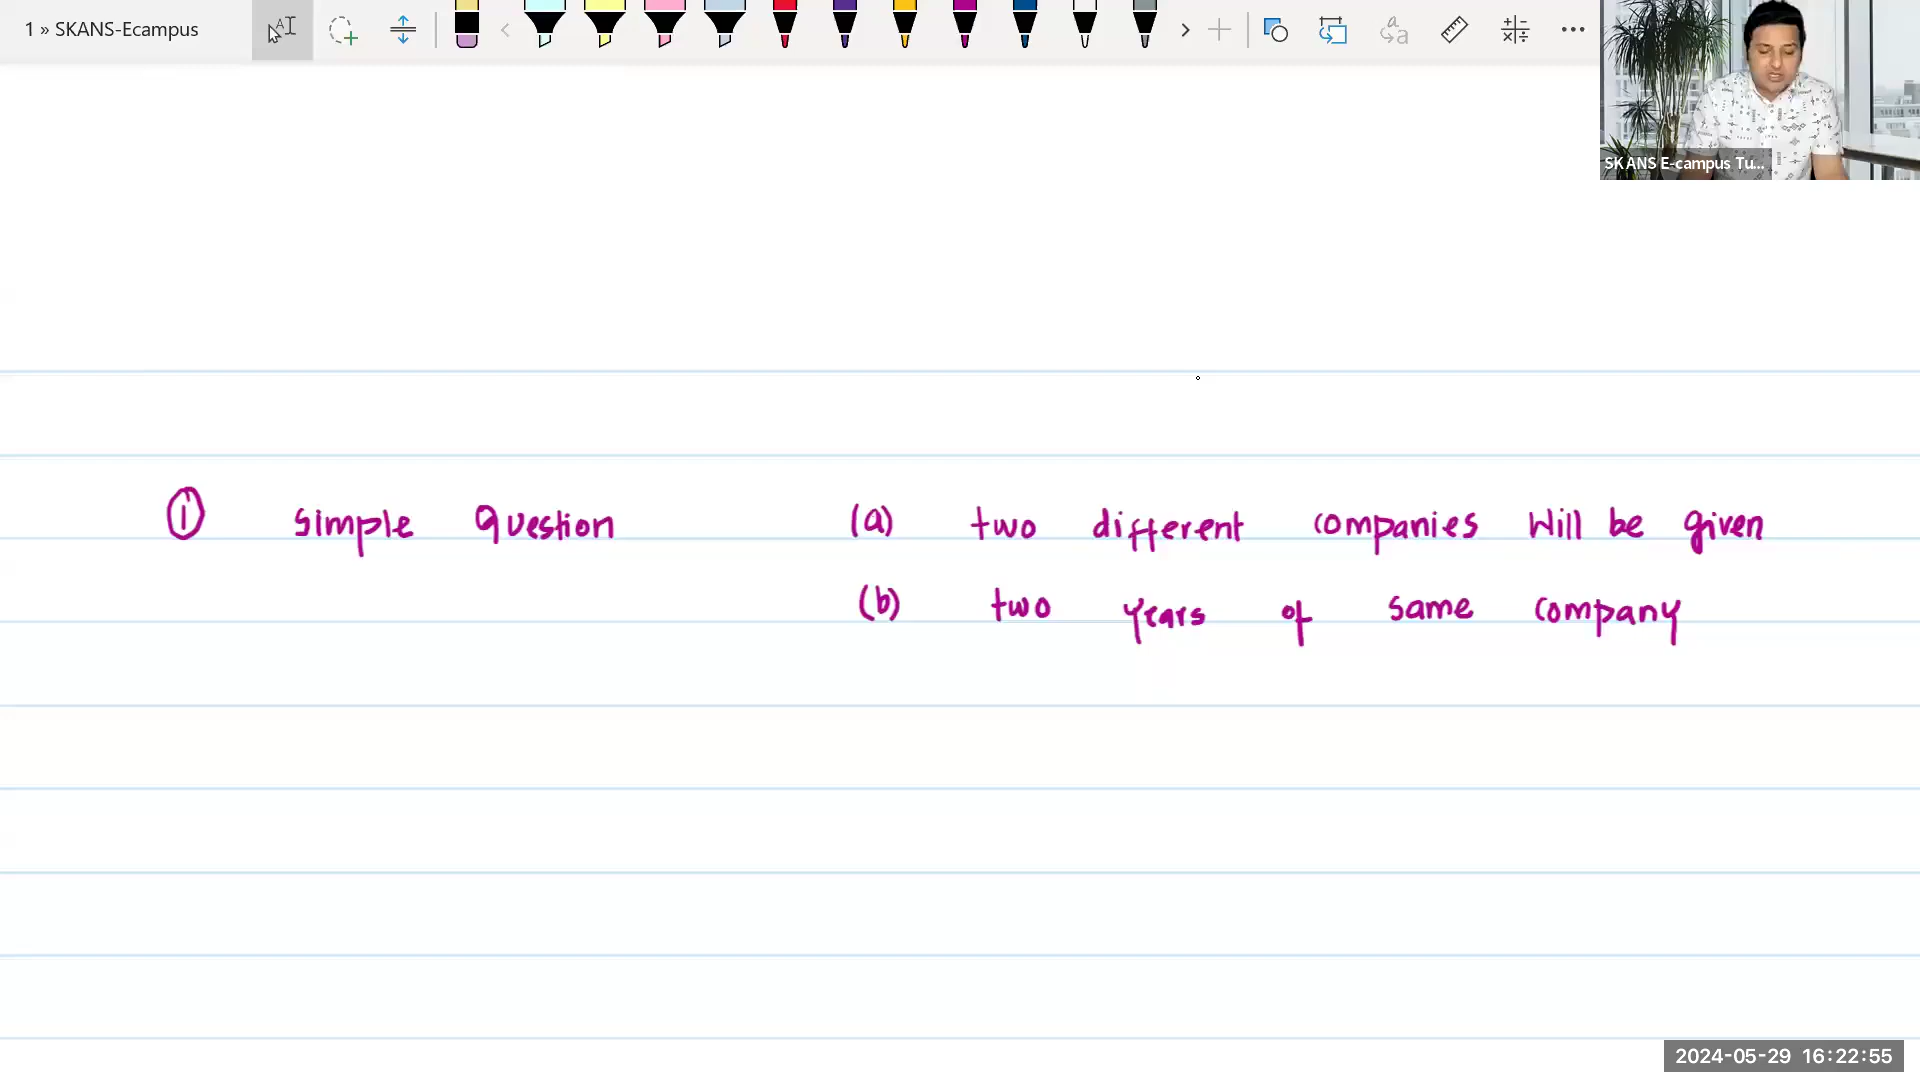 1 » SKANS-Ecampus
SKANS E-campus Tu...
① Simple Question (a) two different companies will be given
(b) two years of same company
2024-05-29 16:22:55